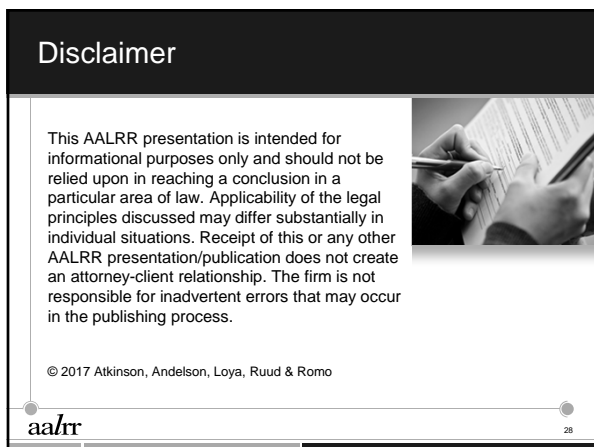 Disclaimer
This AALRR presentation is intended for
informational purposes only and should not be
relied upon in reaching a conclusion in a
particular area of law. Applicability of the legal
principles discussed may differ substantially in
individual situations. Receipt of this or any other
AALRR presentation/publication does not create
an attorney-client relationship. The firm is not
responsible for inadvertent errors that may occur
in the publishing process.
© 2017 Atkinson, Andelson, Loya, Ruud & Romo
aalrr
28